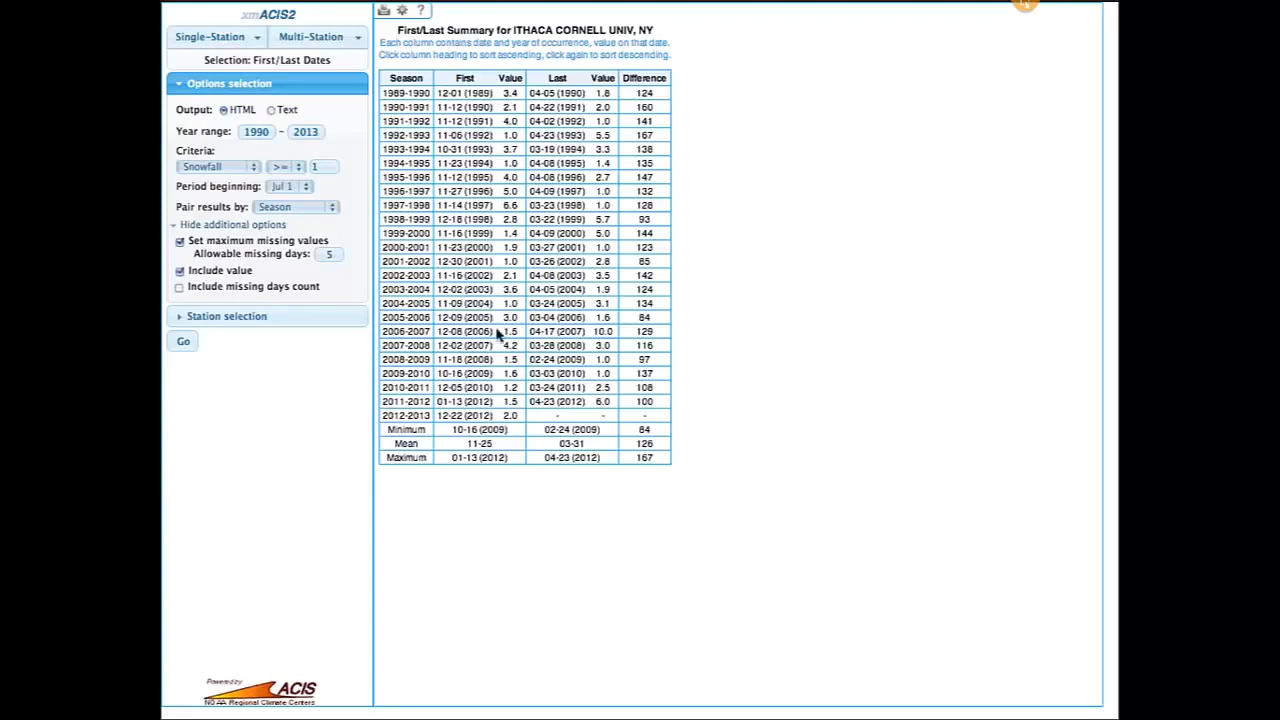 xmACIS2
Single-Station Multi-Station
Selection: First/Last Dates
Options selection
Output: HTML Text
Year range: 1990 - 2013
Criteria:
Snowfall >= 1
Period beginning: Jul 1
Pair results by: Season
Hide additional options
Set maximum missing values
Allowable missing days: 5
Include value
Include missing days count
Station selection
Go
Powered by
ACIS
NOAA Regional Climate Centers
?
First/Last Summary for ITHACA CORNELL UNIV, NY
Each column contains date and year of occurrence, value on that date.
Click column heading to sort ascending, click again to sort descending.
Season First Value Last Value Difference
1989-1990 12-01 (1989) 3.4 04-05 (1990) 1.8 124
1990-1991 11-12 (1990) 2.1 04-22 (1991) 2.0 160
1991-1992 11-12 (1991) 4.0 04-02 (1992) 1.0 141
1992-1993 11-06 (1992) 1.0 04-23 (1993) 5.5 167
1993-1994 10-31 (1993) 3.7 03-19 (1994) 3.3 138
1994-1995 11-23 (1994) 1.0 04-08 (1995) 1.4 135
1995-1996 11-12 (1995) 4.0 04-08 (1996) 2.7 147
1996-1997 11-27 (1996) 5.0 04-09 (1997) 1.0 132
1997-1998 11-14 (1997) 6.6 03-23 (1998) 1.0 128
1998-1999 12-18 (1998) 2.8 03-22 (1999) 5.7 93
1999-2000 11-16 (1999) 1.4 04-09 (2000) 5.0 144
2000-2001 11-23 (2000) 1.9 03-27 (2001) 1.0 123
2001-2002 12-30 (2001) 1.0 03-26 (2002) 2.8 85
2002-2003 11-16 (2002) 2.1 04-08 (2003) 3.5 142
2003-2004 12-02 (2003) 3.6 04-05 (2004) 1.9 124
2004-2005 11-09 (2004) 1.0 03-24 (2005) 3.1 134
2005-2006 12-09 (2005) 3.0 03-04 (2006) 1.6 84
2006-2007 12-08 (2006) 1.5 04-17 (2007) 10.0 129
2007-2008 12-02 (2007) 4.2 03-28 (2008) 3.0 116
2008-2009 11-18 (2008) 1.5 02-24 (2009) 1.0 97
2009-2010 10-16 (2009) 1.6 03-03 (2010) 1.0 137
2010-2011 12-05 (2010) 1.2 03-24 (2011) 2.5 108
2011-2012 01-13 (2012) 1.5 04-23 (2012) 6.0 100
2012-2013 12-22 (2012) 2.0 - - -
Minimum 10-16 (2009) 02-24 (2009) 84
Mean 11-25 03-31 126
Maximum 01-13 (2012) 04-23 (2012) 167